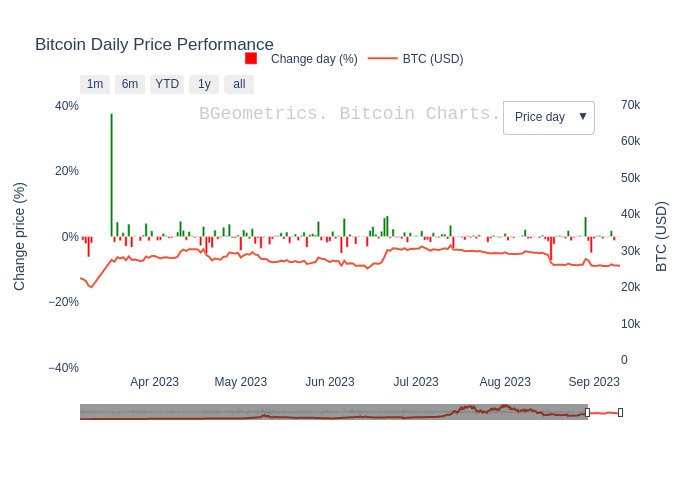 Bitcoin Daily Price Performance
Change day (%) BTC (USD)
1m 6m YTD 1y all
BGeometrics. Bitcoin Charts.
Price day ▼
40%
20%
0%
−20%
−40%
Change price (%)
70k
60k
50k
40k
30k
20k
10k
0
BTC (USD)
Apr 2023 May 2023 Jun 2023 Jul 2023 Aug 2023 Sep 2023